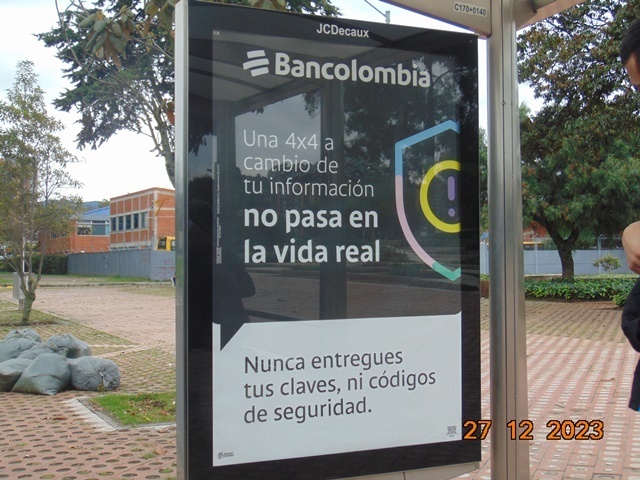 C170+0140
JCDecaux
Bancolombia
Una 4x4 a
cambio de
tu información
no pasa en
la vida real
Nunca entregues
tus claves, ni códigos
de seguridad.
27 12 2023